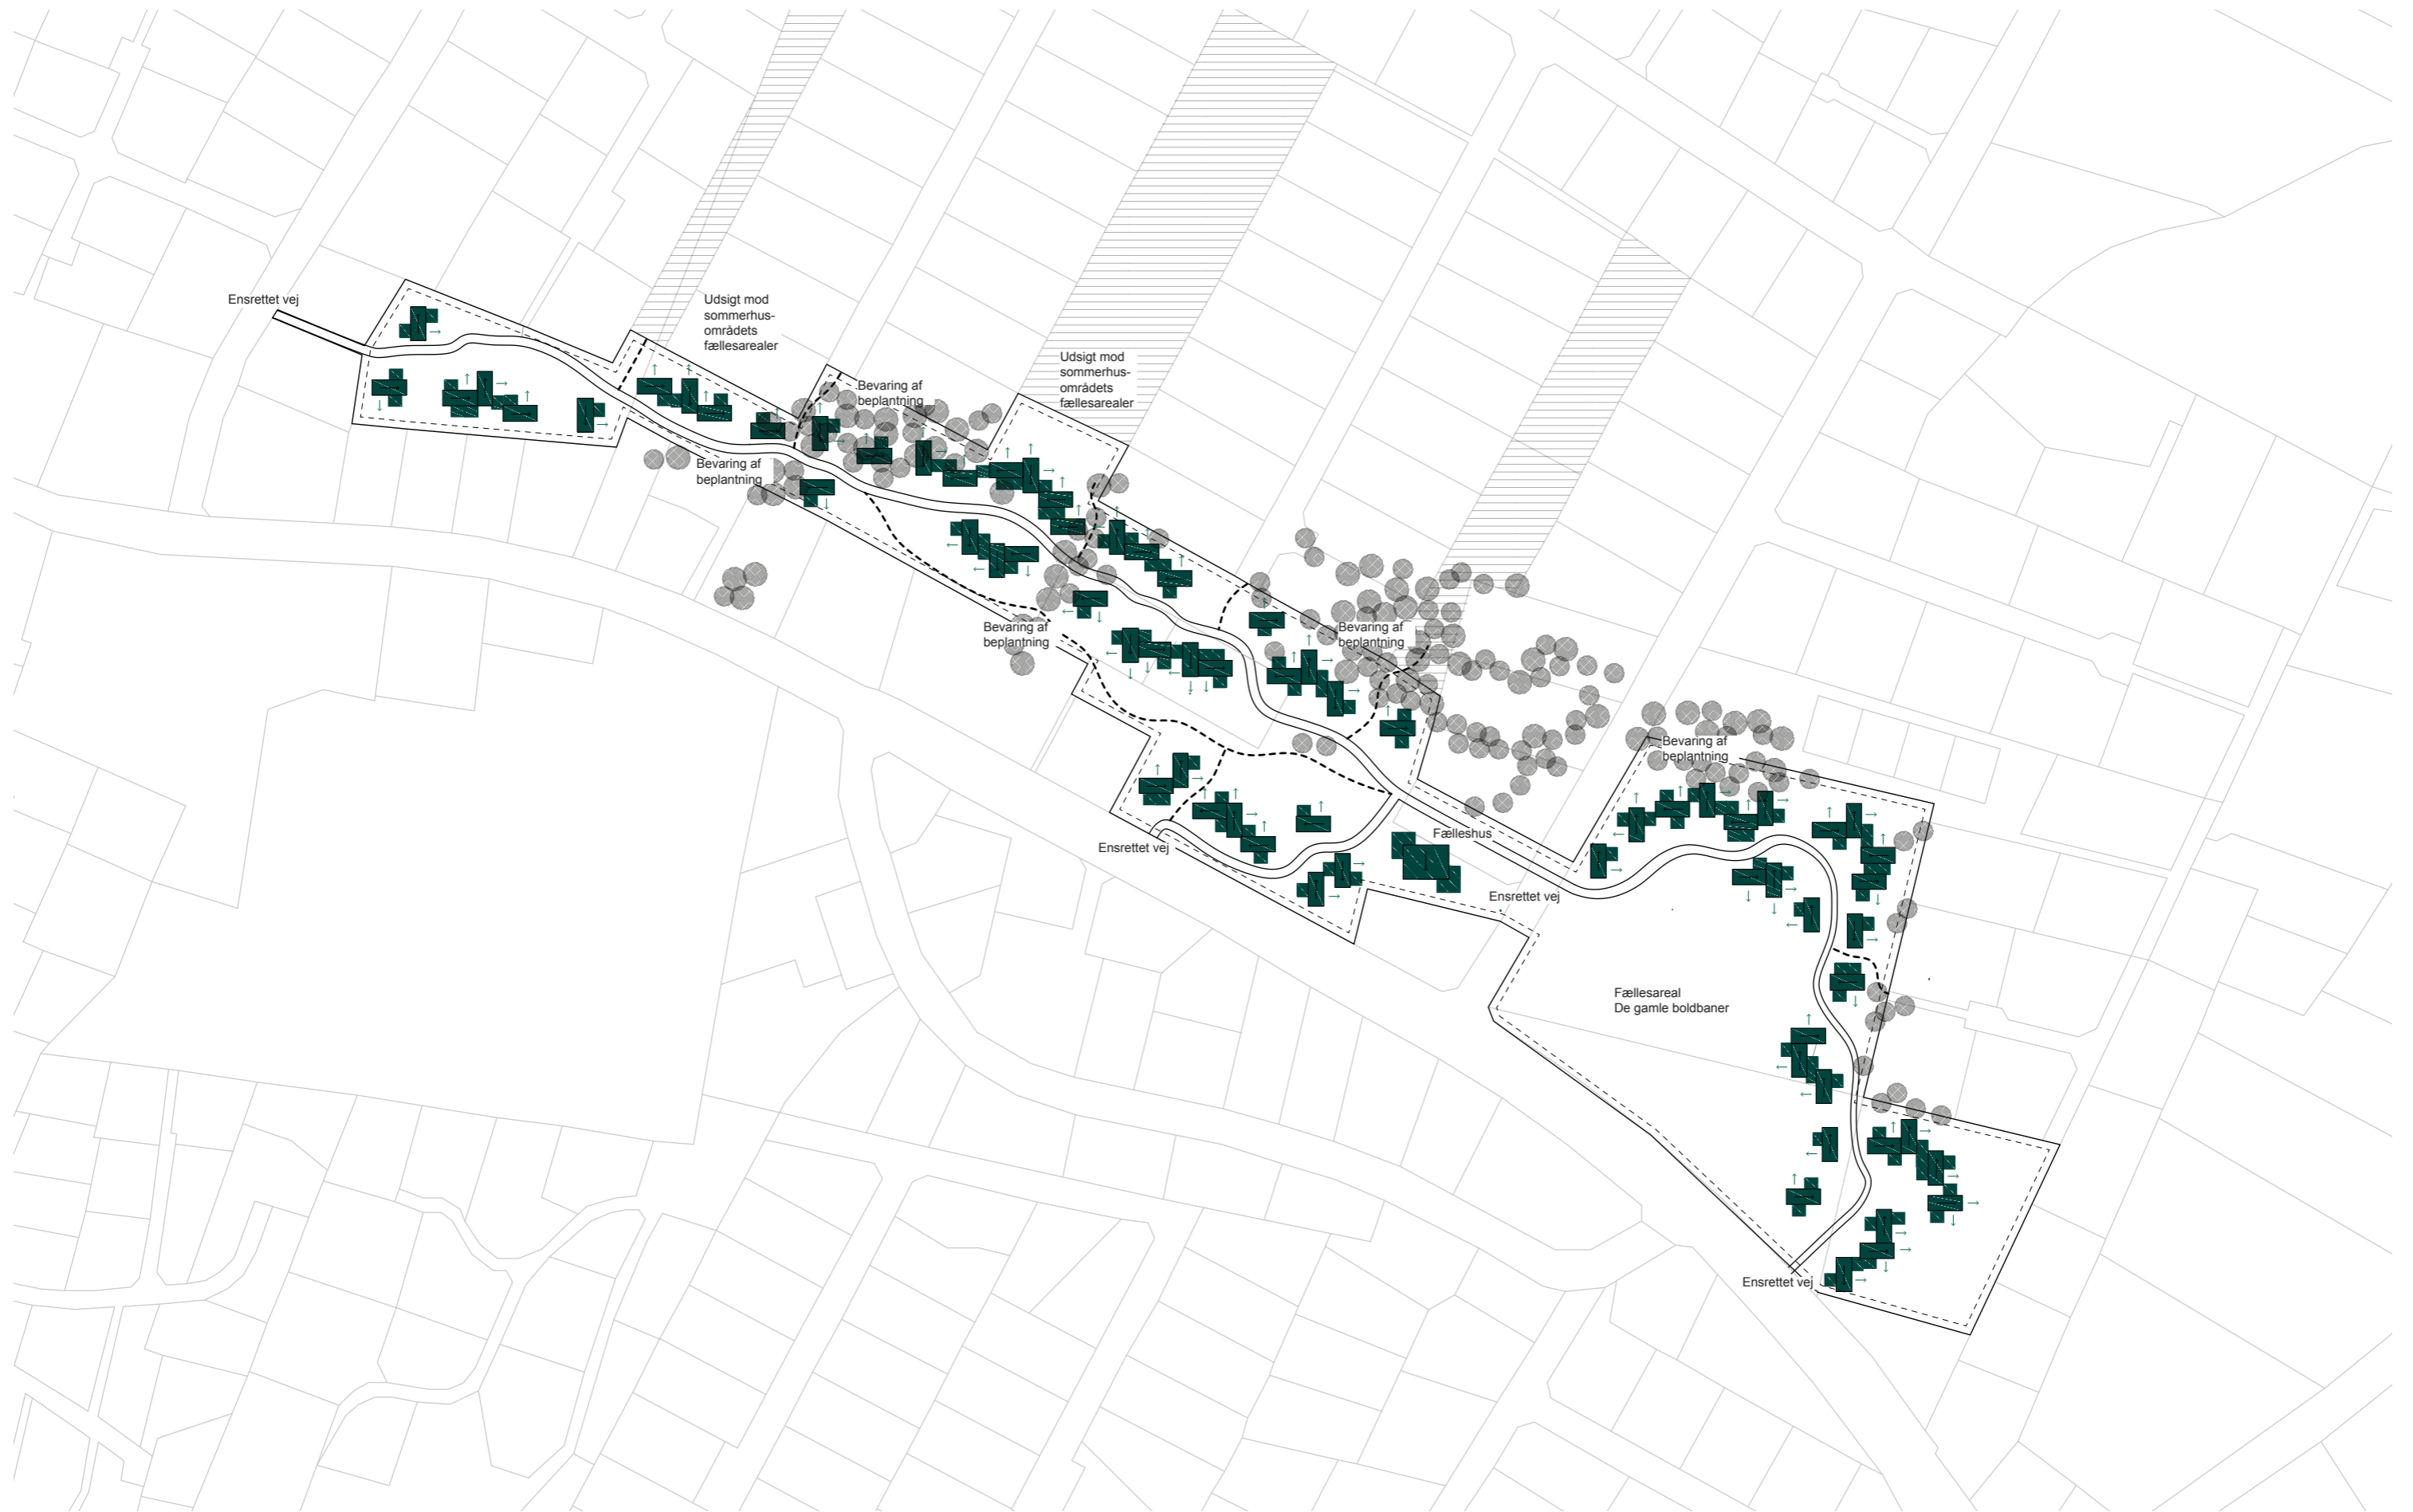 Ensrettet vej
Udsigt mod
sommerhus-
områdets
fællesarealer
Udsigt mod
sommerhus-
områdets
fællesarealer
Bevaring af
beplantning
Bevaring af
beplantning
Bevaring af
beplantning
Bevaring af
beplantning
Bevaring af
beplantning
Fælleshus
Ensrettet vej
Ensrettet vej
Fællesareal
De gamle boldbaner
Ensrettet vej